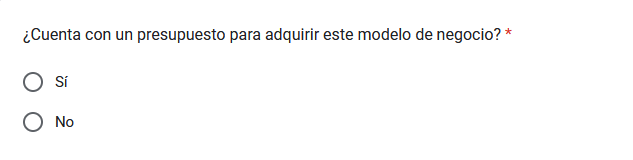 ¿Cuenta con un presupuesto para adquirir este modelo de negocio? *
Sí
No